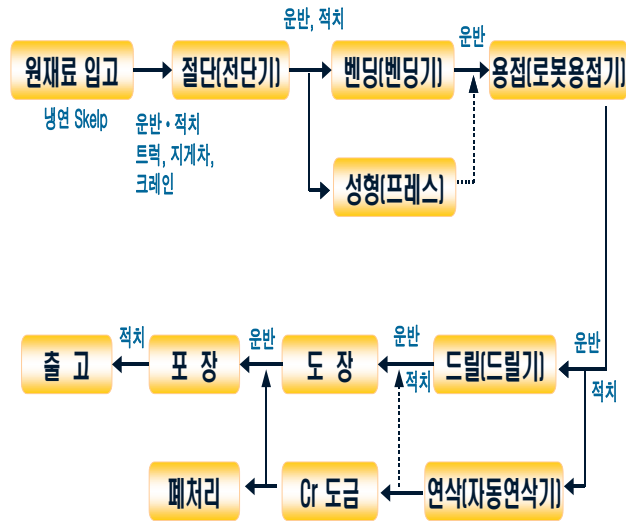 운반, 적치
운반
원재료 입고
절단(전단기)
벤딩(벤딩기)
용접(로봇용접기)
냉연 Skelp
운반·적치
트럭, 지게차,
크레인
성형(프레스)
적치
운반
운반
운반
출 고
포 장
도 장
적치
드릴(드릴기)
적치
폐처리
Cr 도금
연삭(자동연삭기)